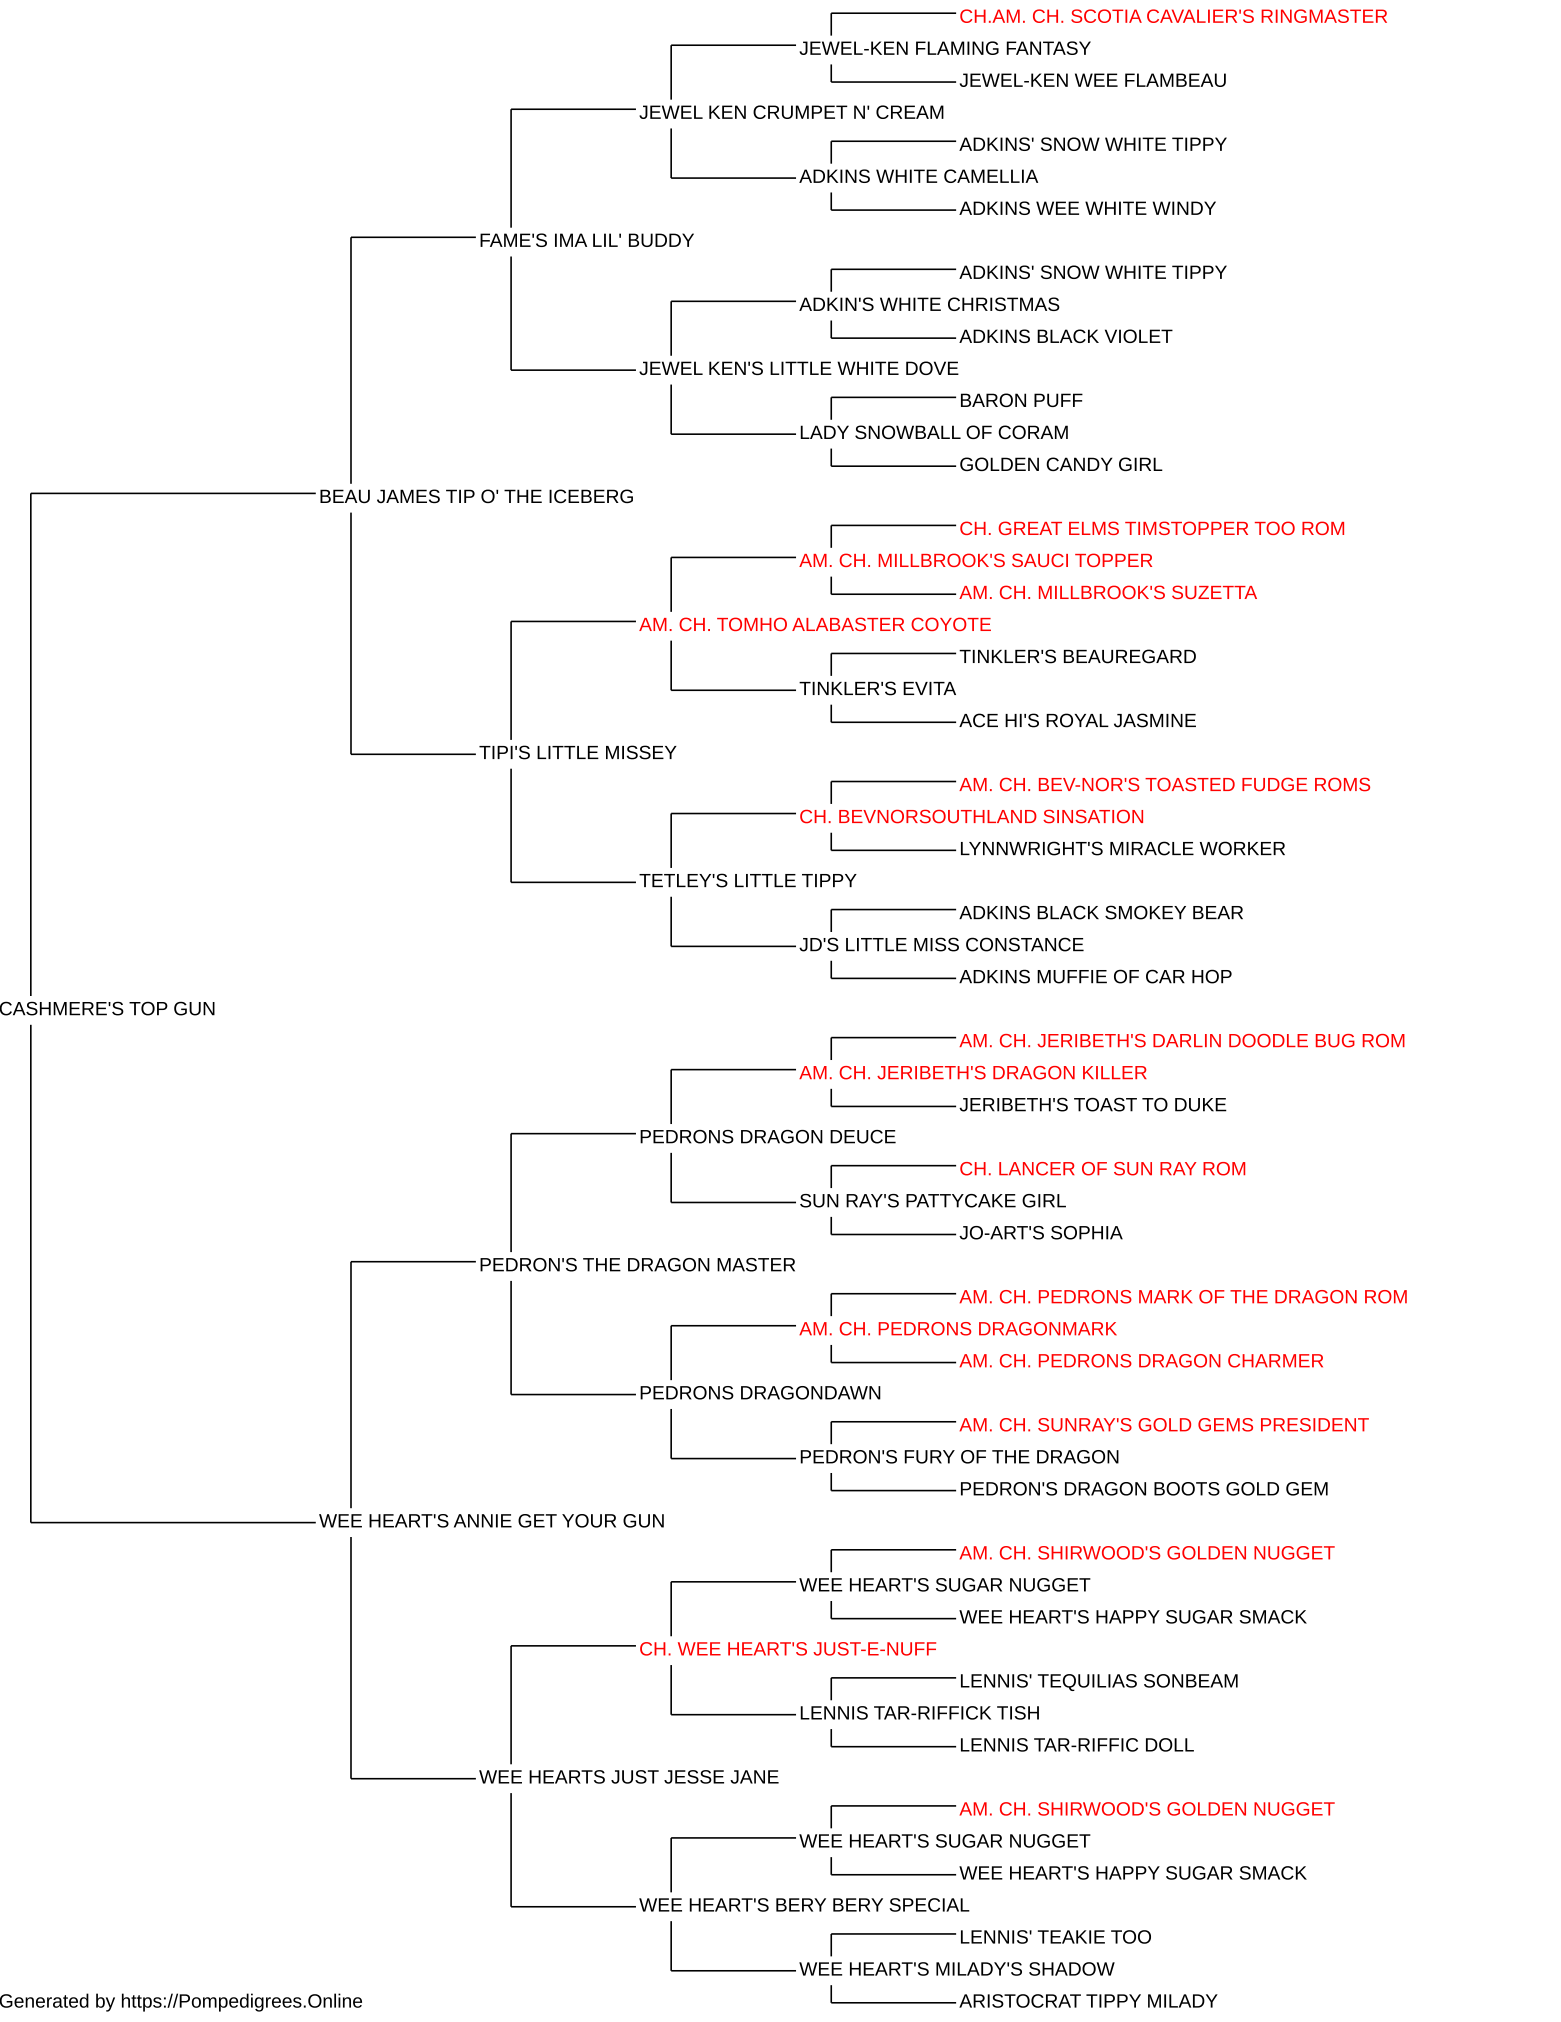 CH.AM. CH. SCOTIA CAVALIER'S RINGMASTER
JEWEL-KEN FLAMING FANTASY
JEWEL-KEN WEE FLAMBEAU
JEWEL KEN CRUMPET N' CREAM
ADKINS' SNOW WHITE TIPPY
ADKINS WHITE CAMELLIA
ADKINS WEE WHITE WINDY
FAME'S IMA LIL' BUDDY
ADKINS' SNOW WHITE TIPPY
ADKIN'S WHITE CHRISTMAS
ADKINS BLACK VIOLET
JEWEL KEN'S LITTLE WHITE DOVE
BARON PUFF
LADY SNOWBALL OF CORAM
GOLDEN CANDY GIRL
BEAU JAMES TIP O' THE ICEBERG
CH. GREAT ELMS TIMSTOPPER TOO ROM
AM. CH. MILLBROOK'S SAUCI TOPPER
AM. CH. MILLBROOK'S SUZETTA
AM. CH. TOMHO ALABASTER COYOTE
TINKLER'S BEAUREGARD
TINKLER'S EVITA
ACE HI'S ROYAL JASMINE
TIPI'S LITTLE MISSEY
AM. CH. BEV-NOR'S TOASTED FUDGE ROMS
CH. BEVNORSOUTHLAND SINSATION
LYNNWRIGHT'S MIRACLE WORKER
TETLEY'S LITTLE TIPPY
ADKINS BLACK SMOKEY BEAR
JD'S LITTLE MISS CONSTANCE
ADKINS MUFFIE OF CAR HOP
CASHMERE'S TOP GUN
AM. CH. JERIBETH'S DARLIN DOODLE BUG ROM
AM. CH. JERIBETH'S DRAGON KILLER
JERIBETH'S TOAST TO DUKE
PEDRONS DRAGON DEUCE
CH. LANCER OF SUN RAY ROM
SUN RAY'S PATTYCAKE GIRL
JO-ART'S SOPHIA
PEDRON'S THE DRAGON MASTER
AM. CH. PEDRONS MARK OF THE DRAGON ROM
AM. CH. PEDRONS DRAGONMARK
AM. CH. PEDRONS DRAGON CHARMER
PEDRONS DRAGONDAWN
AM. CH. SUNRAY'S GOLD GEMS PRESIDENT
PEDRON'S FURY OF THE DRAGON
PEDRON'S DRAGON BOOTS GOLD GEM
WEE HEART'S ANNIE GET YOUR GUN
AM. CH. SHIRWOOD'S GOLDEN NUGGET
WEE HEART'S SUGAR NUGGET
WEE HEART'S HAPPY SUGAR SMACK
CH. WEE HEART'S JUST-E-NUFF
LENNIS' TEQUILIAS SONBEAM
LENNIS TAR-RIFFICK TISH
LENNIS TAR-RIFFIC DOLL
WEE HEARTS JUST JESSE JANE
AM. CH. SHIRWOOD'S GOLDEN NUGGET
WEE HEART'S SUGAR NUGGET
WEE HEART'S HAPPY SUGAR SMACK
WEE HEART'S BERY BERY SPECIAL
LENNIS' TEAKIE TOO
WEE HEART'S MILADY'S SHADOW
ARISTOCRAT TIPPY MILADY
Generated by https://Pompedigrees.Online